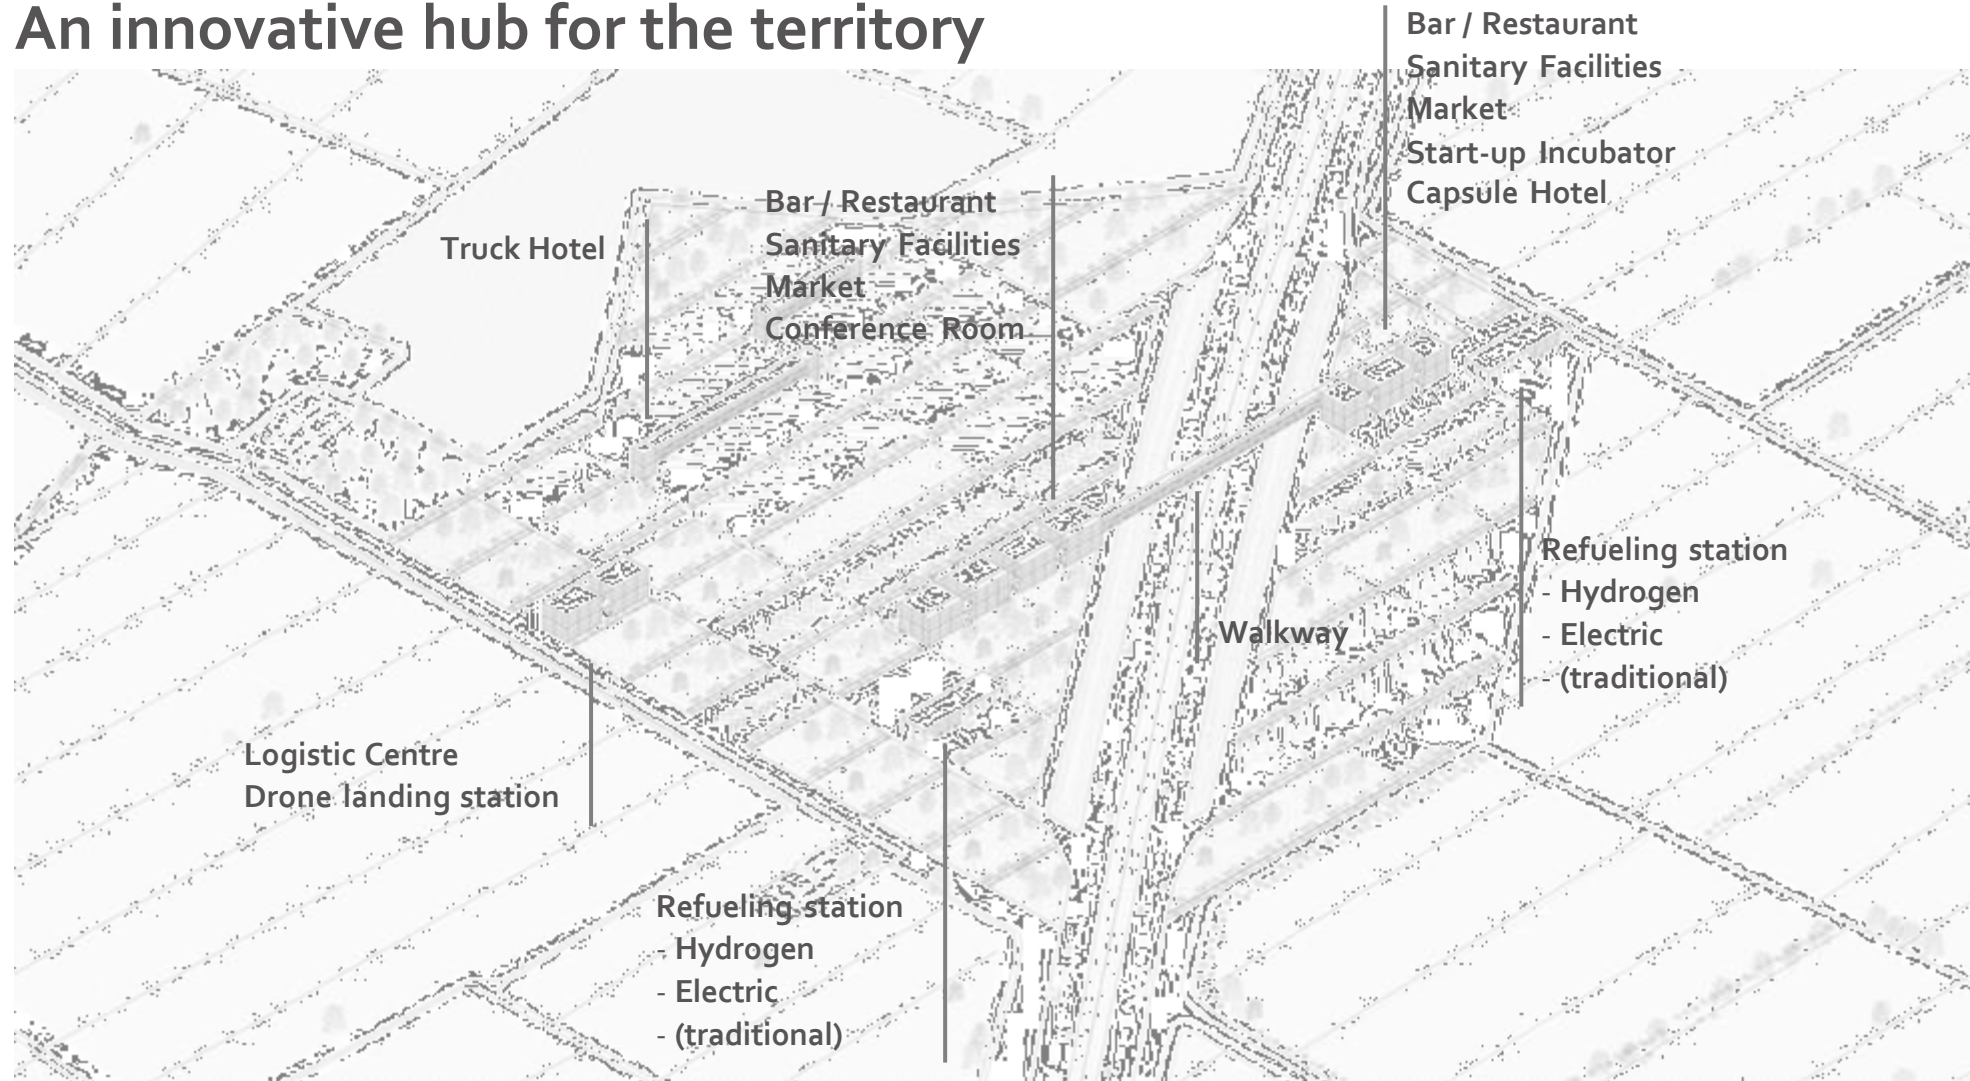 An innovative hub for the territory
Bar / Restaurant
Sanitary Facilities
Market
Start-up Incubator
Capsule Hotel
Truck Hotel
Bar / Restaurant
Sanitary Facilities
Market
Conference Room
Refueling station
- Hydrogen
- Electric
- (traditional)
Walkway
Logistic Centre
Drone landing station
Refueling station
- Hydrogen
- Electric
- (traditional)